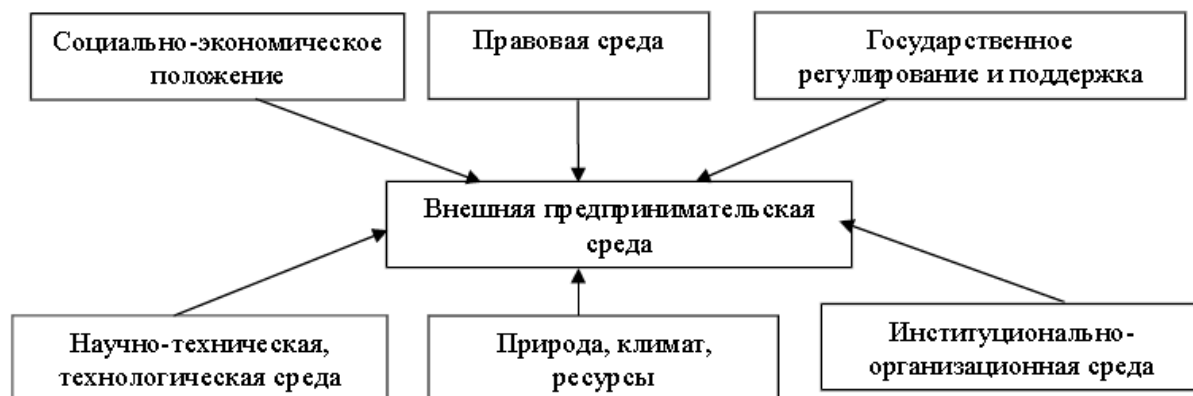 Социально-экономическое
положение
Правовая среда
Государственное
регулирование и поддержка
Внешняя предпринимательская
среда
Научно-техническая,
технологическая среда
Природа, климат,
ресурсы
Институционально-
организационная среда